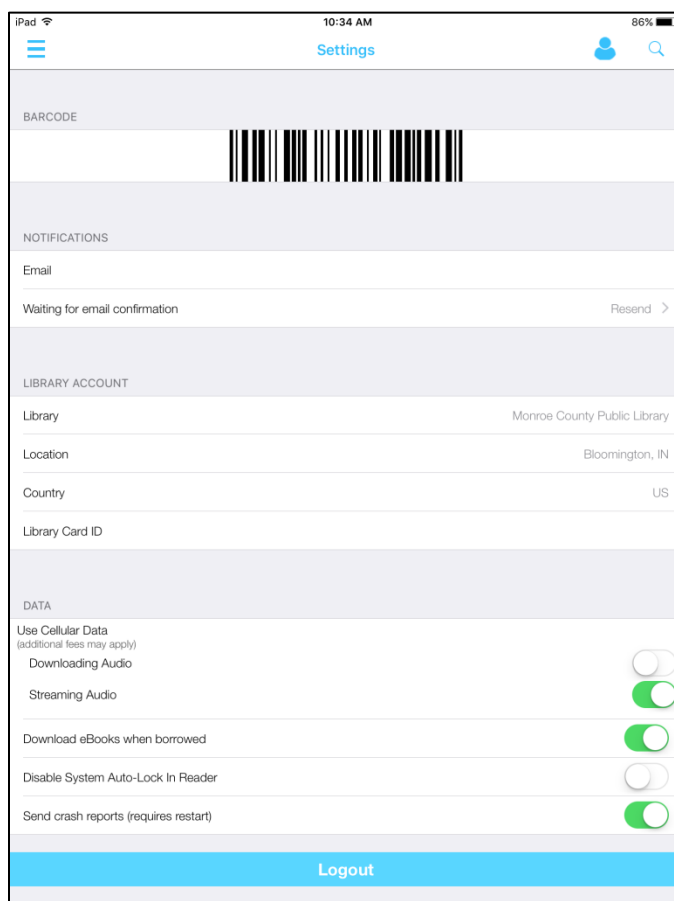 iPad 10:34 AM 86%
Settings
BARCODE
NOTIFICATIONS
Email
Waiting for email confirmation Resend
LIBRARY ACCOUNT
Library Monroe County Public Library
Location Bloomington, IN
Country US
Library Card ID
DATA
Use Cellular Data
(additional fees may apply)
Downloading Audio
Streaming Audio
Download eBooks when borrowed
Disable System Auto-Lock In Reader
Send crash reports (requires restart)
Logout